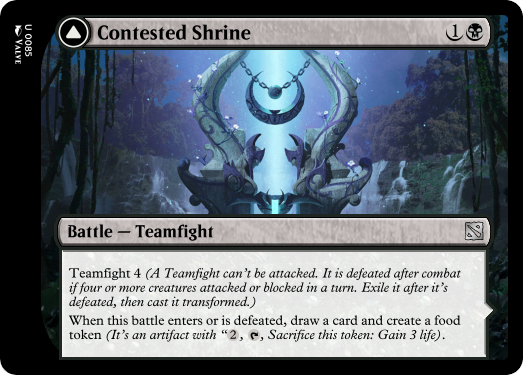 Contested Shrine 1
U 0085
VALVE
Battle — Teamfight
Teamfight 4 (A Teamfight can't be attacked. It is defeated after combat
if four or more creatures attacked or blocked in a turn. Exile it after it's
defeated, then cast it transformed.)
When this battle enters or is defeated, draw a card and create a food
token (It's an artifact with “2, , Sacrifice this token: Gain 3 life).